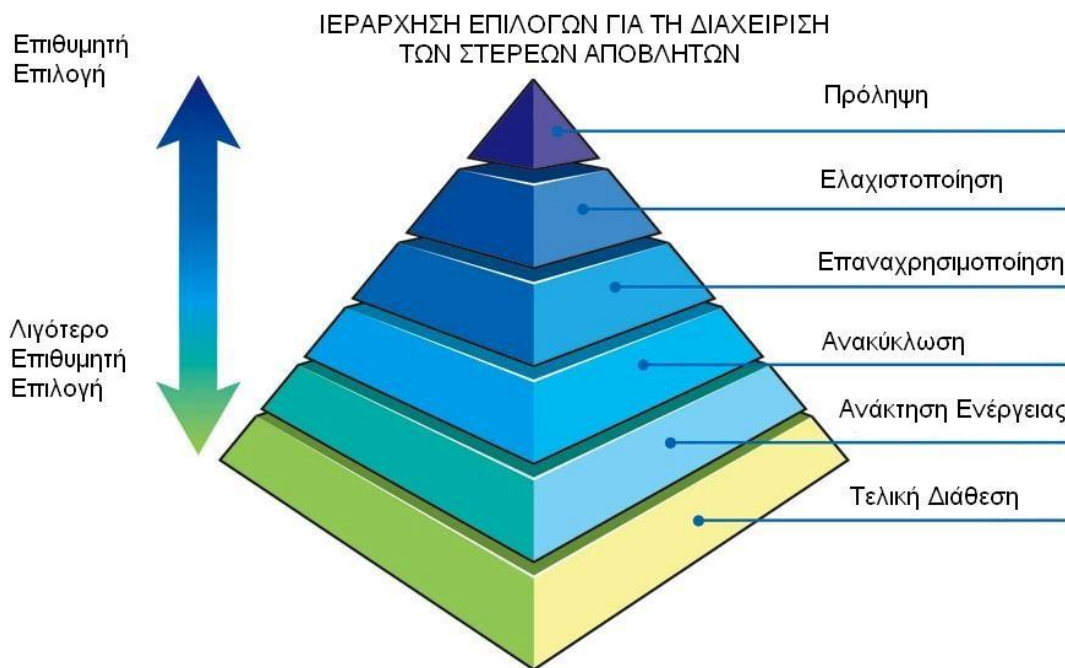 ΙΕΡΑΡΧΗΣΗ ΕΠΙΛΟΓΩΝ ΓΙΑ ΤΗ ΔΙΑΧΕΙΡΙΣΗ
ΤΩΝ ΣΤΕΡΕΩΝ ΑΠΟΒΛΗΤΩΝ
Επιθυμητή
Επιλογή
Πρόληψη
Ελαχιστοποίηση
Επαναχρησιμοποίηση
Λιγότερο
Επιθυμητή
Επιλογή
Ανακύκλωση
Ανάκτηση Ενέργειας
Τελική Διάθεση